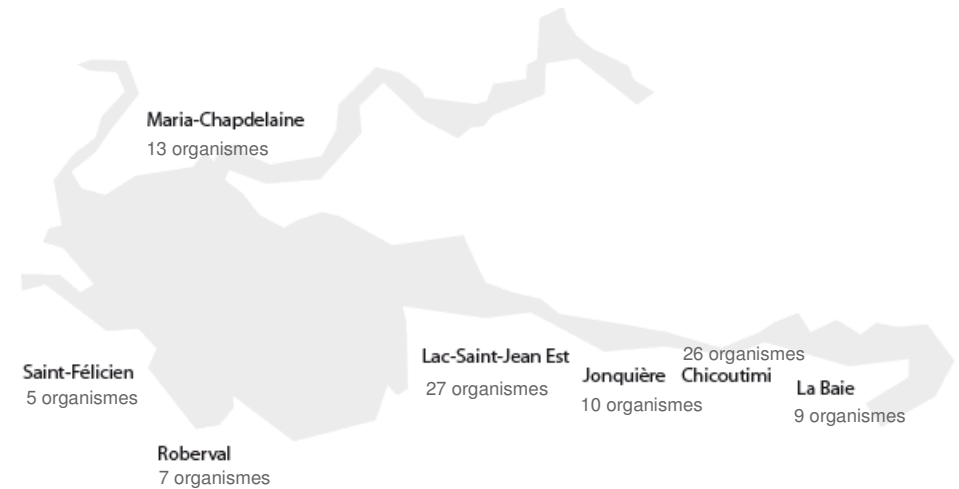 Maria-Chapdelaine
13 organismes
Saint-Félicien
5 organismes
Roberval
7 organismes
Lac-Saint-Jean Est
27 organismes
Jonquière
10 organismes
26 organismes
Chicoutimi
La Baie
9 organismes